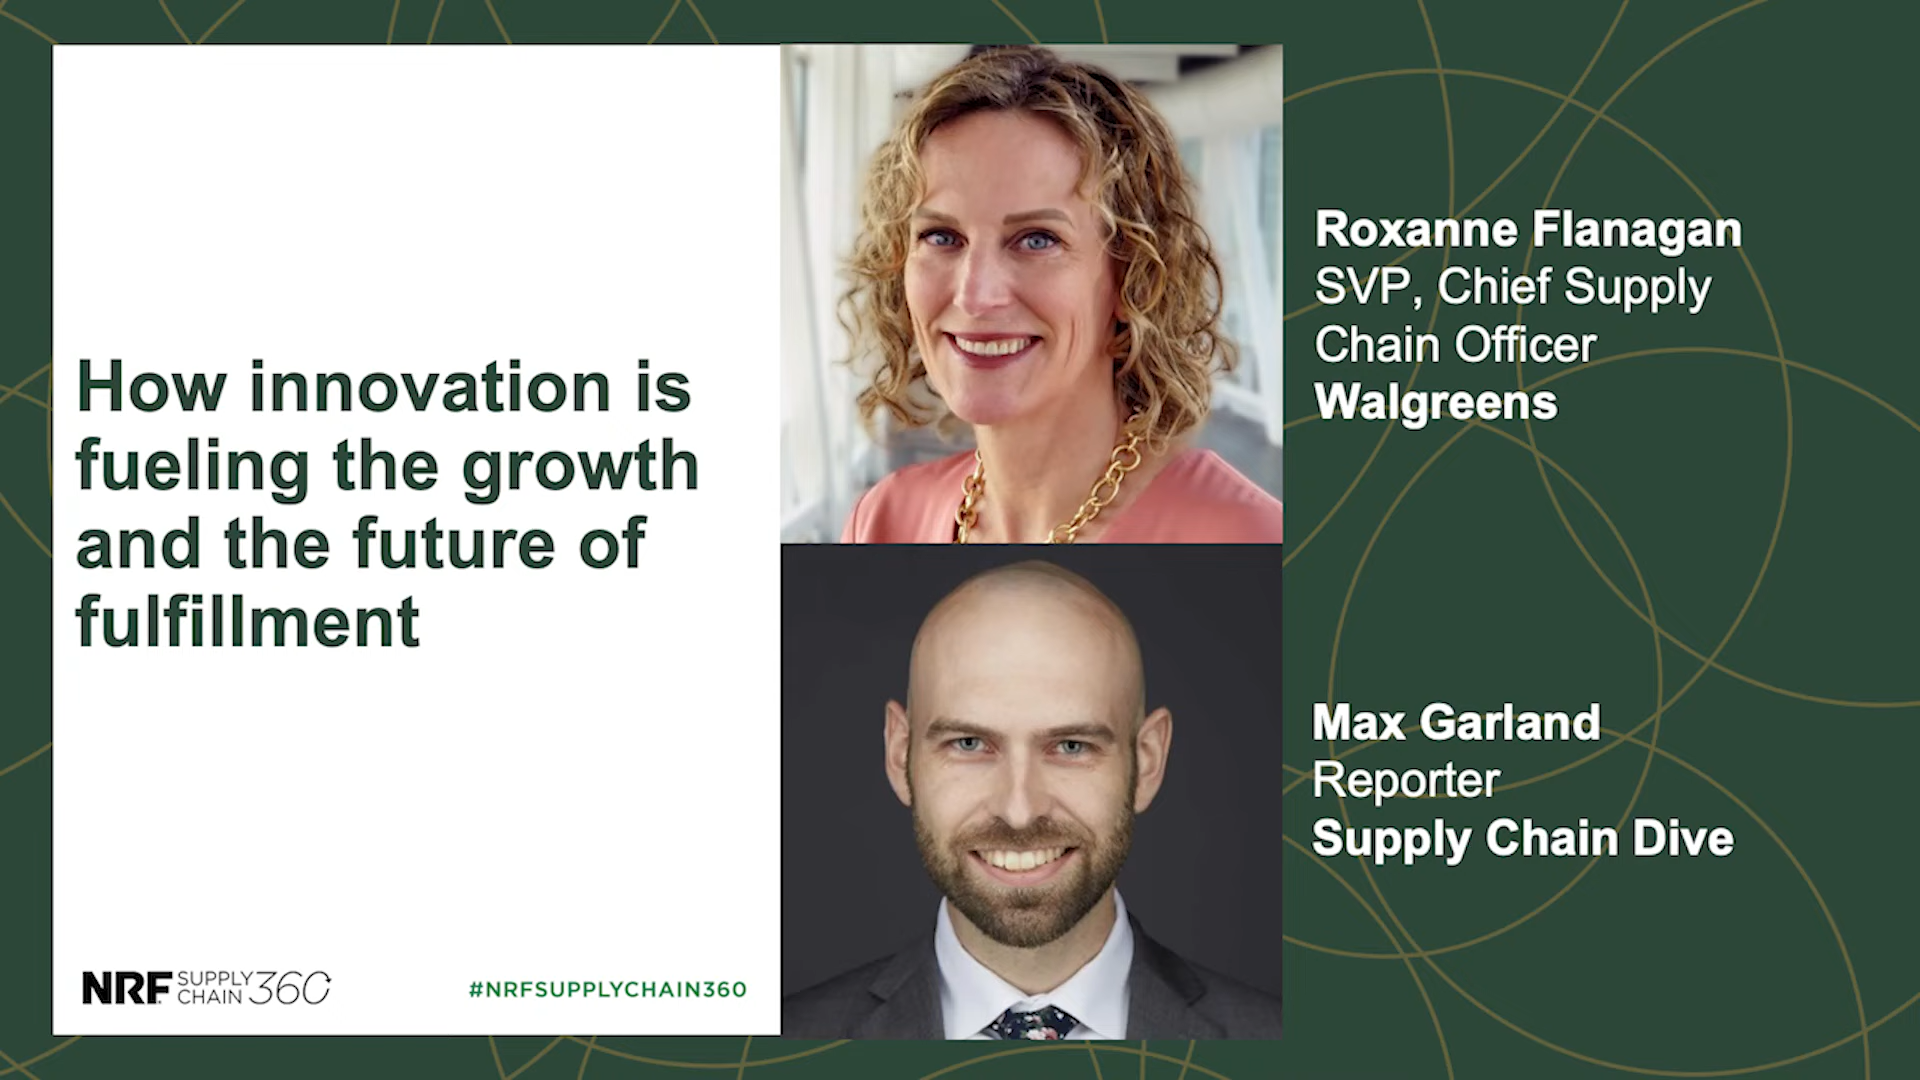 How innovation is
fueling the growth
and the future of
fulfillment
NRF SUPPLY CHAIN 360
#NRFSUPPLYCHAIN360
Roxanne Flanagan
SVP, Chief Supply
Chain Officer
Walgreens
Max Garland
Reporter
Supply Chain Dive